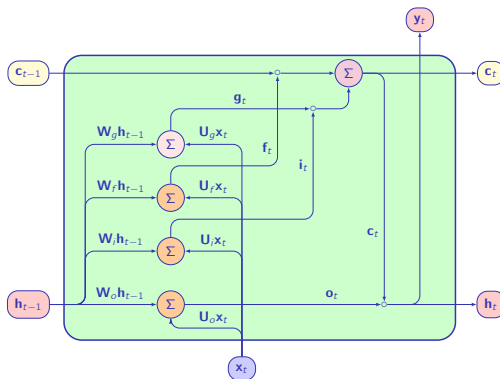 y_t
c_{t−1}
Σ
c_t
g_t
W_g h_{t−1}
U_g x_t
Σ
f_t
i_t
W_f h_{t−1}
U_f x_t
Σ
c_t
W_i h_{t−1}
U_i x_t
Σ
h_{t−1}
W_o h_{t−1}
Σ
o_t
h_t
U_o x_t
x_t